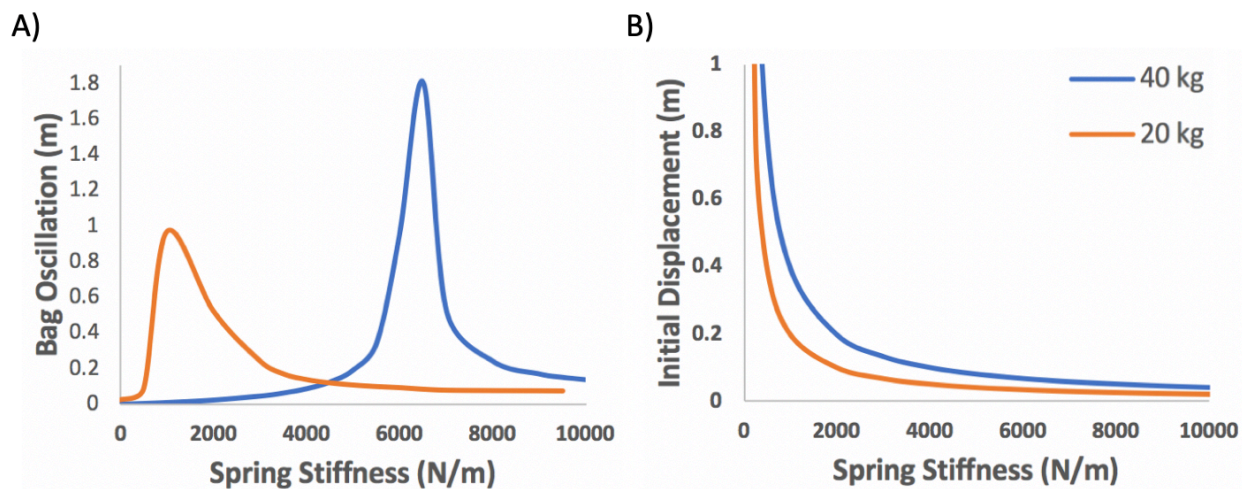 A)
Bag Oscillation (m)
1.8
1.6
1.4
1.2
1
0.8
0.6
0.4
0.2
0
0 2000 4000 6000 8000 10000
Spring Stiffness (N/m)
B)
Initial Displacement (m)
1
0.8
0.6
0.4
0.2
0
0 2000 4000 6000 8000 10000
Spring Stiffness (N/m)
40 kg
20 kg